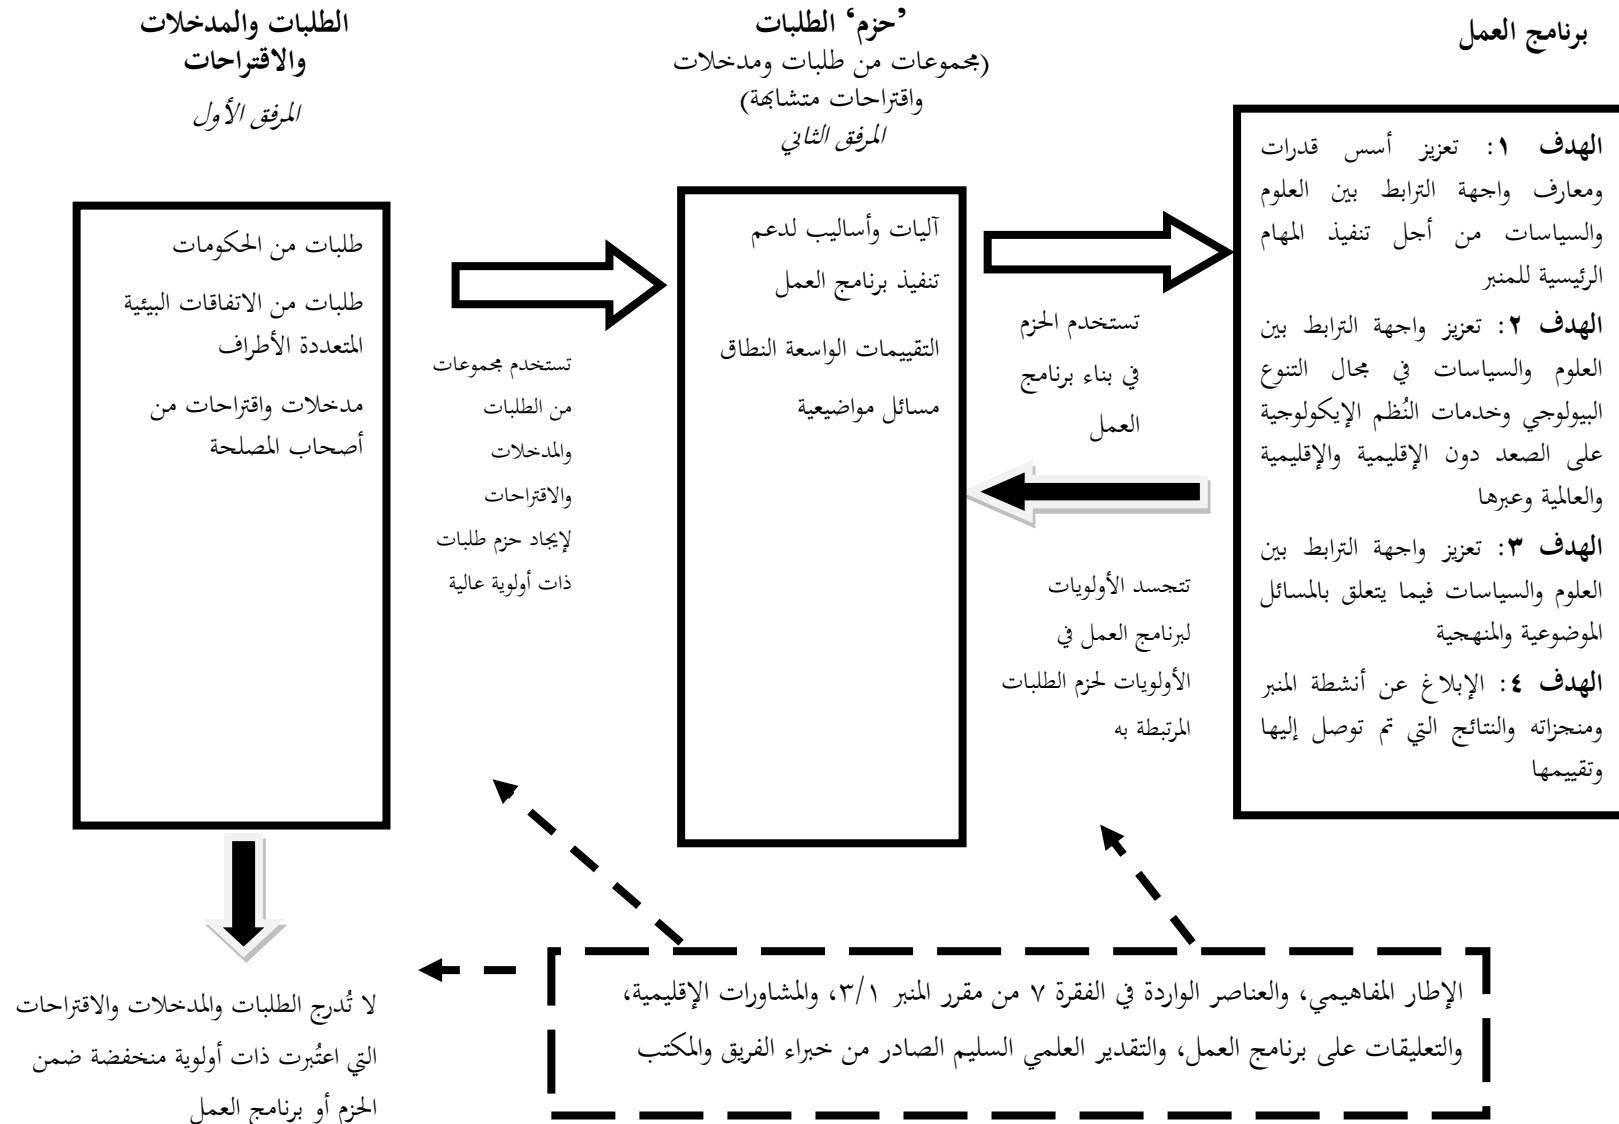 الطلبات والمدخلات
والاقتراحات
المرفق الأول
طلبات من الحكومات
طلبات من الاتفاقات البيئية
المتعددة الأطراف
مدخلات واقتراحات من
أصحاب المصلحة
تستخدم مجموعات
من الطلبات
والمدخلات
والاقتراحات
لإيجاد حزم طلبات
ذات أولوية عالية
’حزم‘ الطلبات
(مجموعات من طلبات ومدخلات
واقتراحات متشابهة)
المرفق الثاني
آليات وأساليب لدعم
تنفيذ برنامج العمل
التقييمات الواسعة النطاق
مسائل مواضيعية
تستخدم الحزم
في بناء برنامج
العمل
تتجسد الأولويات
لبرنامج العمل في
الأولويات لحزم الطلبات
المرتبطة به
برنامج العمل
الهدف ١: تعزيز أسس قدرات
ومعارف واجهة الترابط بين العلوم
والسياسات من أجل تنفيذ المهام
الرئيسية للمنبر
الهدف ٢: تعزيز واجهة الترابط بين
العلوم والسياسات في مجال التنوع
البيولوجي وخدمات النُظم الإيكولوجية
على الصعد دون الإقليمية والإقليمية
والعالمية وعبرها
الهدف ٣: تعزيز واجهة الترابط بين
العلوم والسياسات فيما يتعلق بالمسائل
الموضوعية والمنهجية
الهدف ٤: الإبلاغ عن أنشطة المنبر
ومنجزاته والنتائج التي تم توصل إليها
وتقييمها
لا تُدرج الطلبات والمدخلات والاقتراحات
التي اعتُبرت ذات أولوية منخفضة ضمن
الحزم أو برنامج العمل
الإطار المفاهيمي، والعناصر الواردة في الفقرة ٧ من مقرر المنبر ٣/١، والمشاورات الإقليمية،
والتعليقات على برنامج العمل، والتقدير العلمي السليم الصادر من خبراء الفريق والمكتب